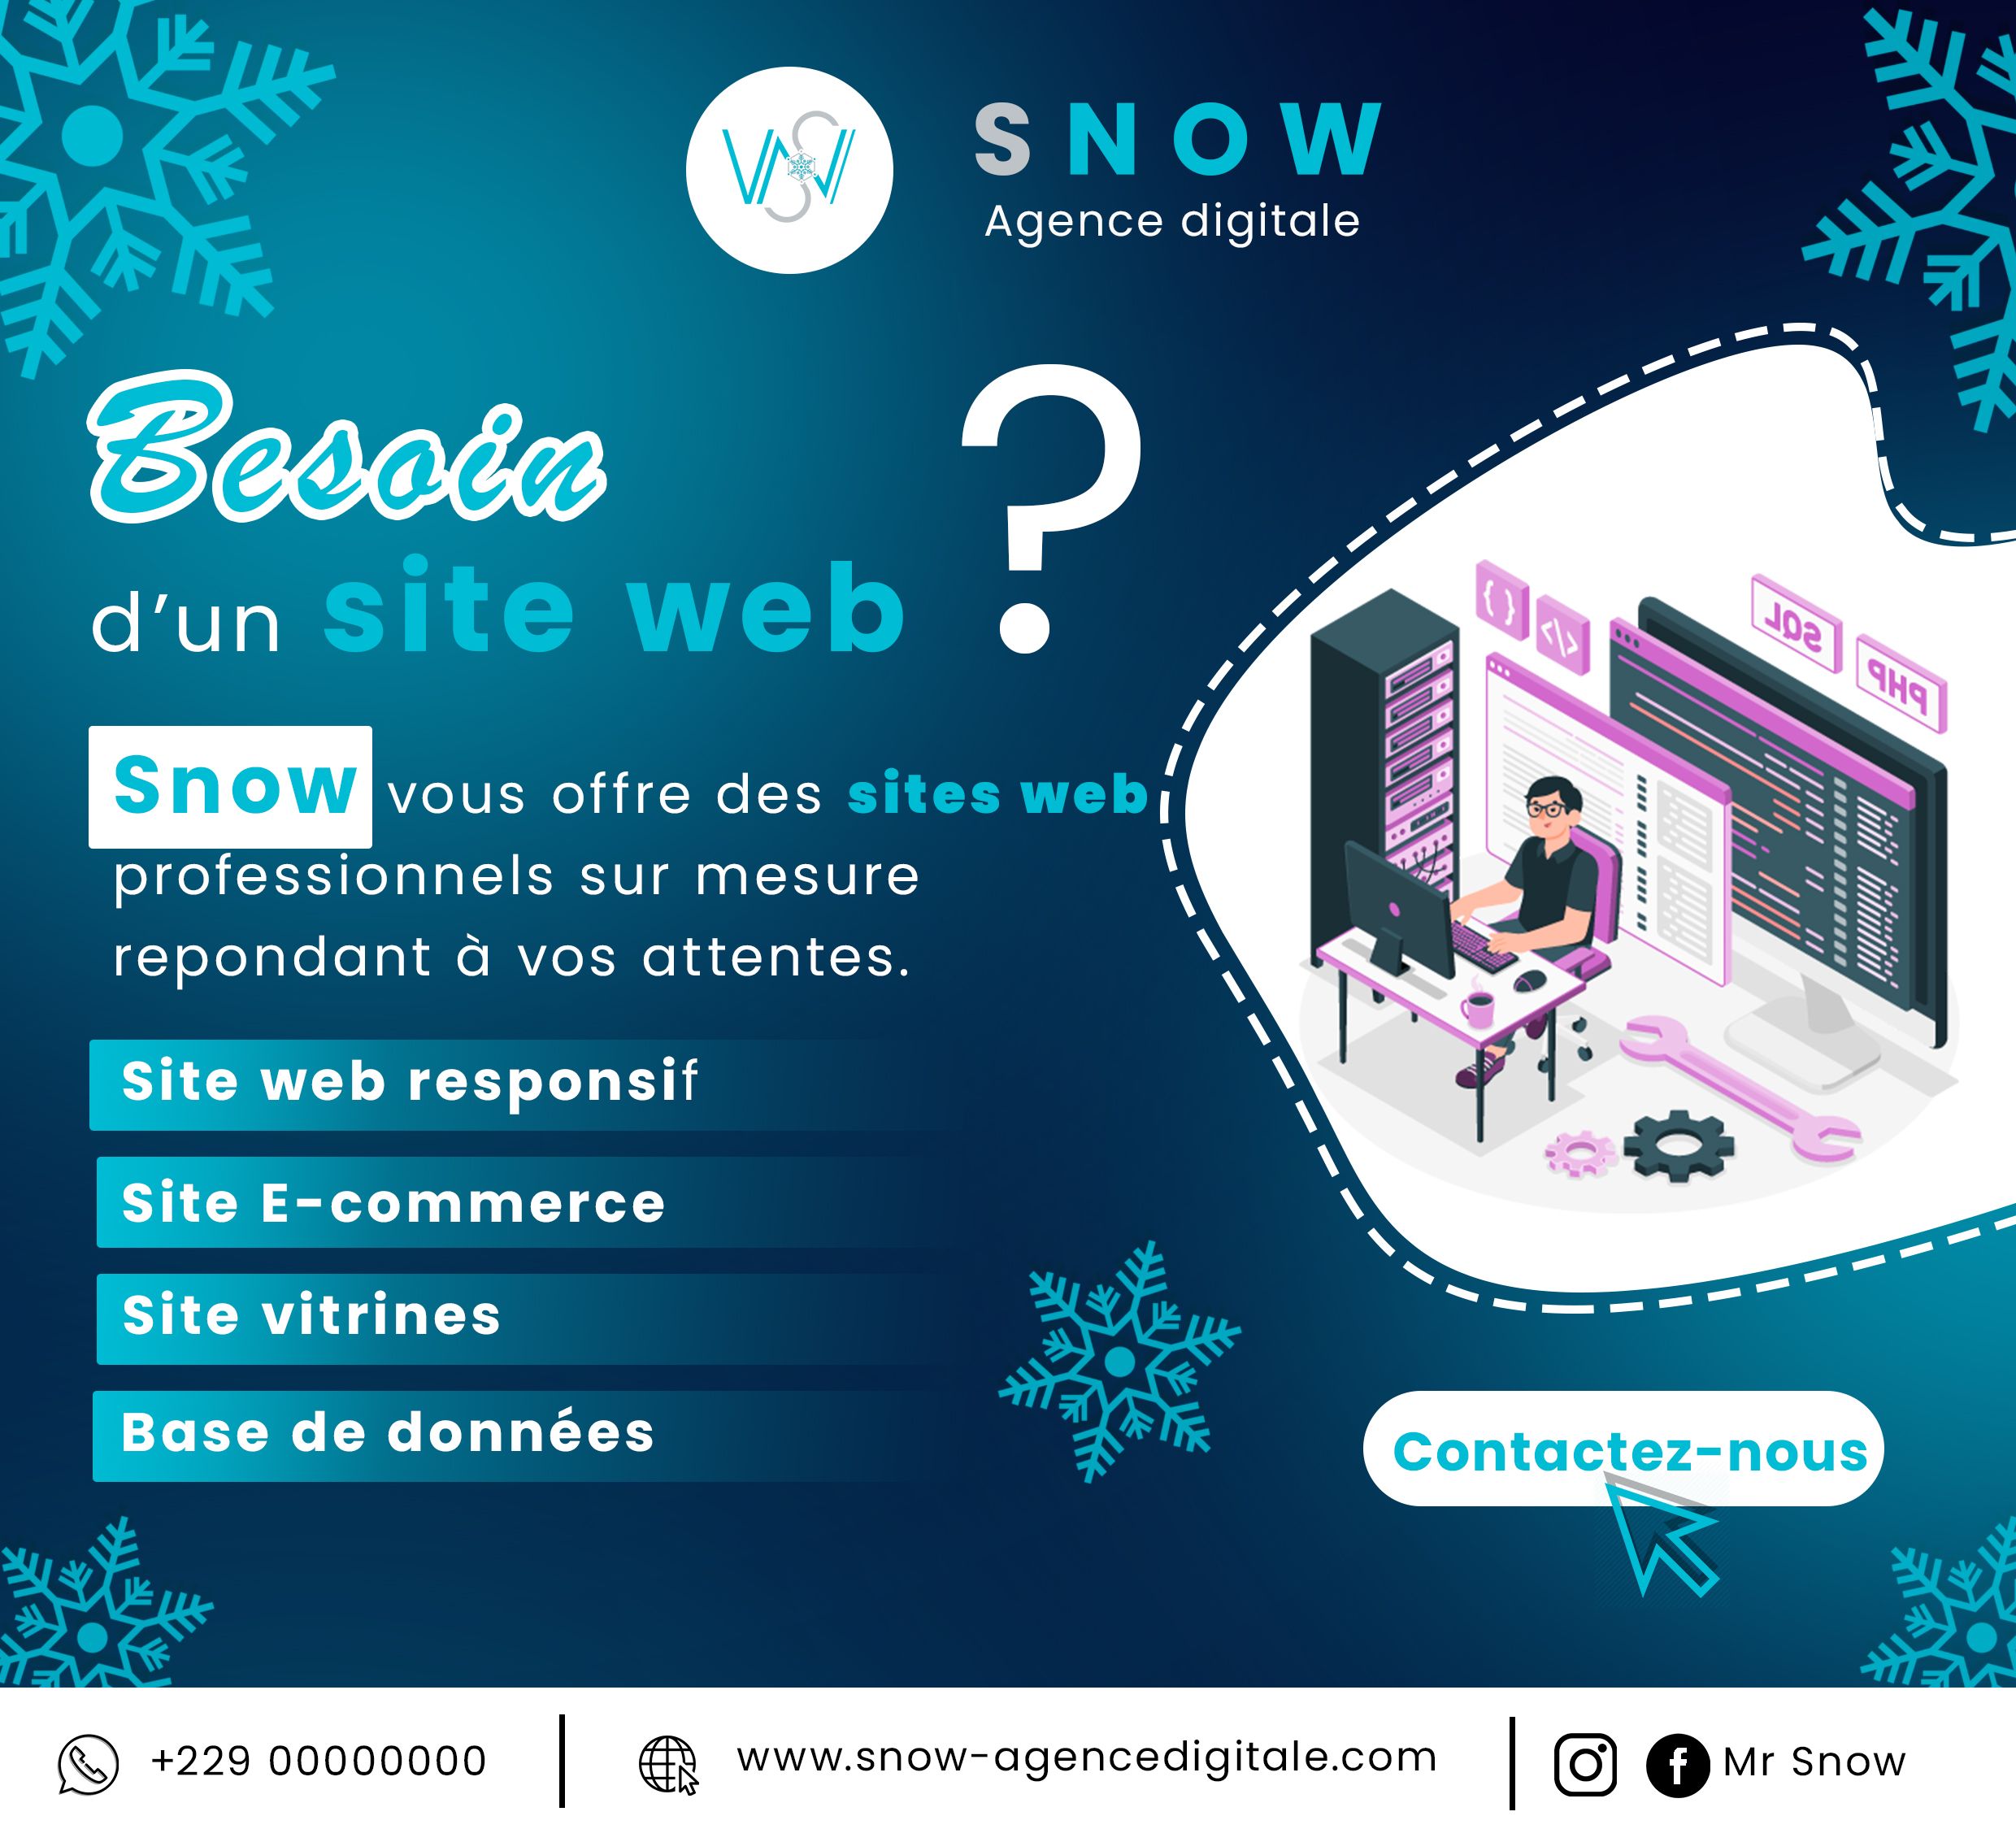 SNOW
Agence digitale
Besoin
d'un site web ?
Snow vous offre des sites web
professionnels sur mesure
repondant à vos attentes.
{ }
</>
SQL
PHP
Site web responsif
Site E-commerce
Site vitrines
Base de données
Contactez-nous
+229 00000000
www.snow-agencedigitale.com
Mr Snow